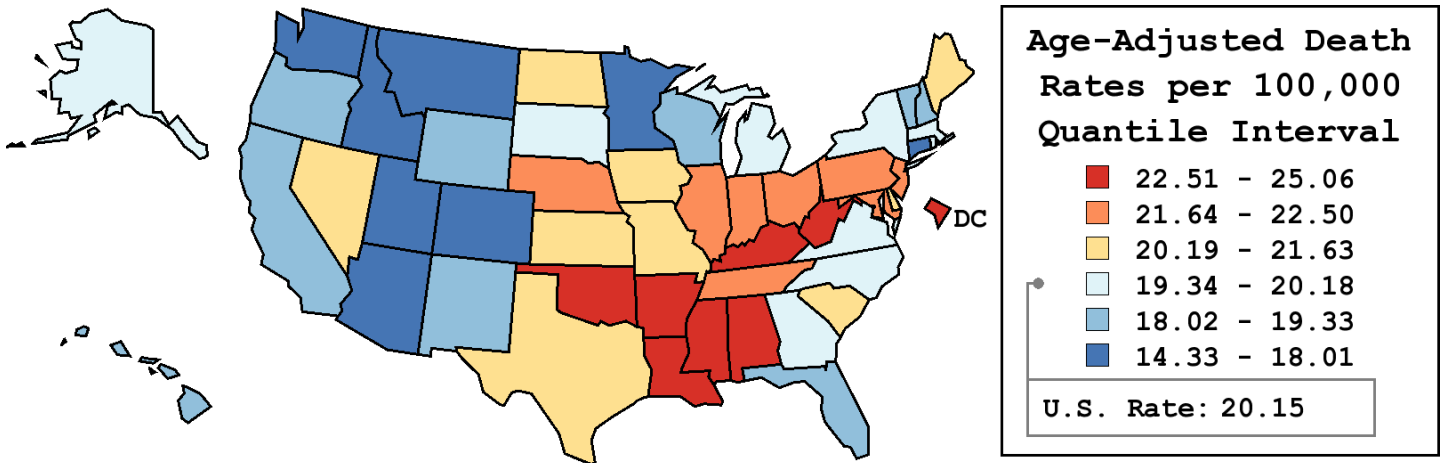 Age-Adjusted Death
Rates per 100,000
Quantile Interval
22.51 - 25.06
21.64 - 22.50
20.19 - 21.63
19.34 - 20.18
18.02 - 19.33
14.33 - 18.01
U.S. Rate: 20.15
DC